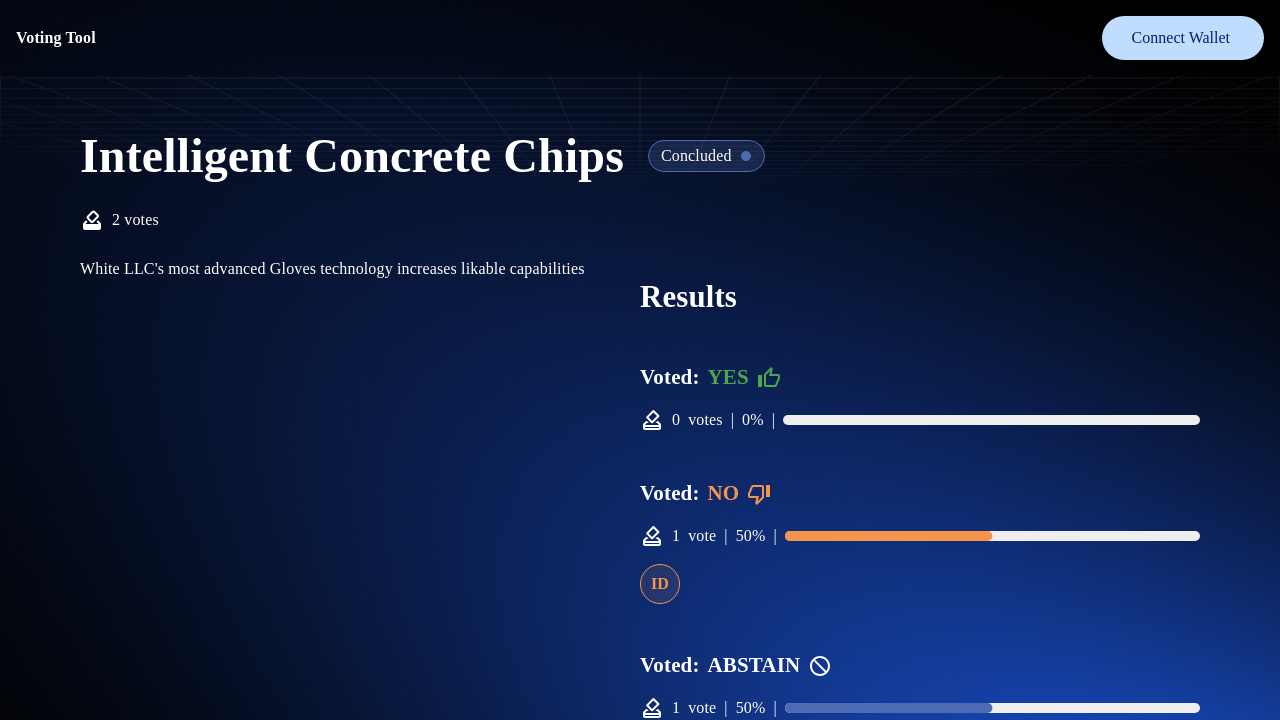 Voting Tool
Connect Wallet
Intelligent Concrete Chips
Concluded
2 votes
White LLC's most advanced Gloves technology increases likable capabilities
Results
Voted: YES
0 votes | 0% |
Voted: NO
1 vote | 50% |
ID
Voted: ABSTAIN
1 vote | 50% |